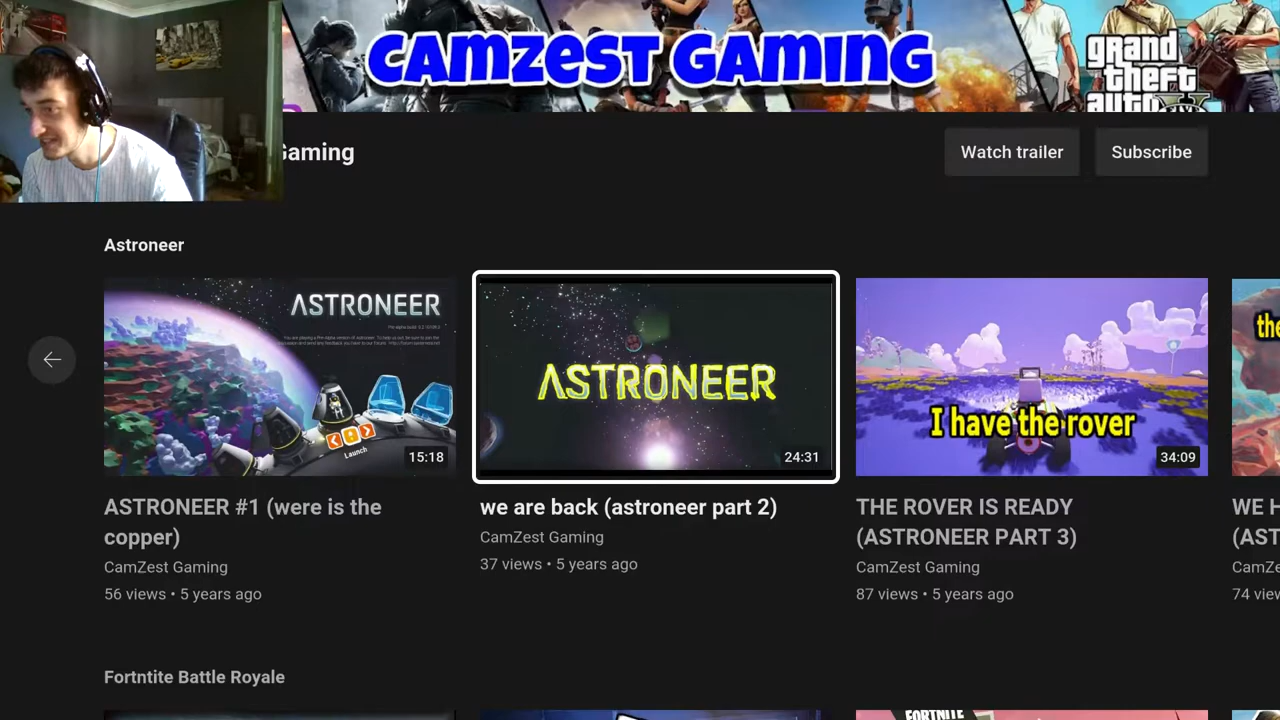 CAMZEST GAMING
grand
theft
auto
Gaming
Watch trailer
Subscribe
Astroneer
ASTRONEER
Launch
15:18
ASTRONEER
24:31
I have the rover
34:09
the
ASTRONEER #1 (were is the
copper)
CamZest Gaming
56 views • 5 years ago
we are back (astroneer part 2)
CamZest Gaming
37 views • 5 years ago
THE ROVER IS READY
(ASTRONEER PART 3)
CamZest Gaming
87 views • 5 years ago
WE H
(AST
CamZe
74 view
Fortntite Battle Royale
FORTNITE